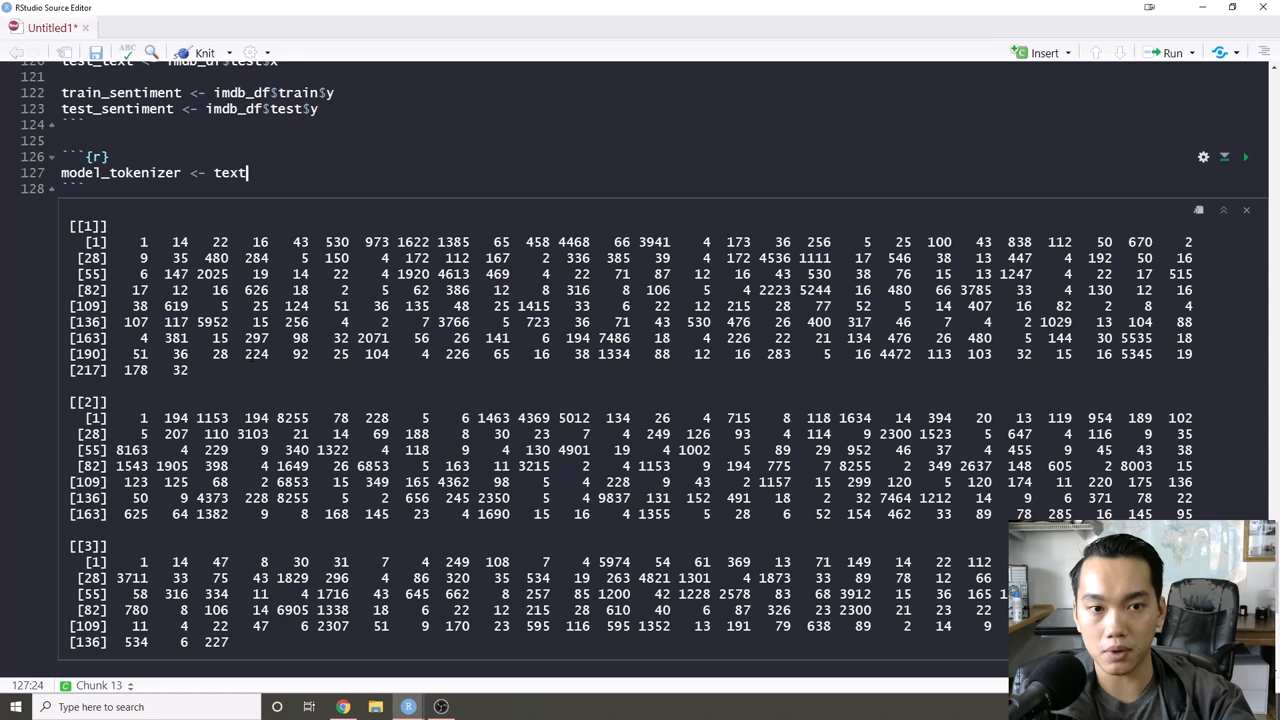 RStudio Source Editor
Untitled1*
ABC
Knit
Insert
Run
120 test_text <- imdb_df$test$x
121
122 train_sentiment <- imdb_df$train$y
123 test_sentiment <- imdb_df$test$y
124 ```
125
126 ```{r}
127 model_tokenizer <- text
128 ```
[[1]]
[1] 1 14 22 16 43 530 973 1622 1385 65 458 4468 66 3941 4 173 36 256 5 25 100 43 838 112 50 670 2
[28] 9 35 480 284 5 150 4 172 112 167 2 336 385 39 4 172 4536 1111 17 546 38 13 447 4 192 50 16
[55] 6 147 2025 19 14 22 4 1920 4613 469 4 22 71 87 12 16 43 530 38 76 15 13 1247 4 22 17 515
[82] 17 12 16 626 18 2 5 62 386 12 8 316 8 106 5 4 2223 5244 16 480 66 3785 33 4 130 12 16
[109] 38 619 5 25 124 51 36 135 48 25 1415 33 6 22 12 215 28 77 52 5 14 407 16 82 2 8 4
[136] 107 117 5952 15 256 4 2 7 3766 5 723 36 71 43 530 476 26 400 317 46 7 4 2 1029 13 104 88
[163] 4 381 15 297 98 32 2071 56 26 141 6 194 7486 18 4 226 22 21 134 476 26 480 5 144 30 5535 18
[190] 51 36 28 224 92 25 104 4 226 65 16 38 1334 88 12 16 283 5 16 4472 113 103 32 15 16 5345 19
[217] 178 32
[[2]]
[1] 1 194 1153 194 8255 78 228 5 6 1463 4369 5012 134 26 4 715 8 118 1634 14 394 20 13 119 954 189 102
[28] 5 207 110 3103 21 14 69 188 8 30 23 7 4 249 126 93 4 114 9 2300 1523 5 647 4 116 9 35
[55] 8163 4 229 9 340 1322 4 118 9 4 130 4901 19 4 1002 5 89 29 952 46 37 4 455 9 45 43 38
[82] 1543 1905 398 4 1649 26 6853 5 163 11 3215 2 4 1153 9 194 775 7 8255 2 349 2637 148 605 2 8003 15
[109] 123 125 68 2 6853 15 349 165 4362 98 5 4 228 9 43 2 1157 15 299 120 5 120 174 11 220 175 136
[136] 50 9 4373 228 8255 5 2 656 245 2350 5 4 9837 131 152 491 18 2 32 7464 1212 14 9 6 371 78 22
[163] 625 64 1382 9 8 168 145 23 4 1690 15 16 4 1355 5 28 6 52 154 462 33 89 78 285 16 145 95
[[3]]
[1] 1 14 47 8 30 31 7 4 249 108 7 4 5974 54 61 369 13 71 149 14 22 112
[28] 3711 33 75 43 1829 296 4 86 320 35 534 19 263 4821 1301 4 1873 33 89 78 12 66
[55] 58 316 334 11 4 1716 43 645 662 8 257 85 1200 42 1228 2578 83 68 3912 15 36 165
[82] 780 8 106 14 6905 1338 18 6 22 12 215 28 610 40 6 87 326 23 2300 21 23 22
[109] 11 4 22 47 6 2307 51 9 170 23 595 116 595 1352 13 191 79 638 89 2 14 9
[136] 534 6 227
127:24 Chunk 13
Type here to search